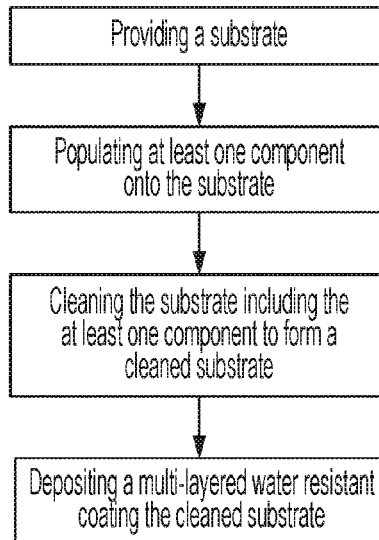 Providing a substrate
Populating at least one component
onto the substrate
Cleaning the substrate including the
at least one component to form a
cleaned substrate
Depositing a multi-layered water resistant
coating the cleaned substrate